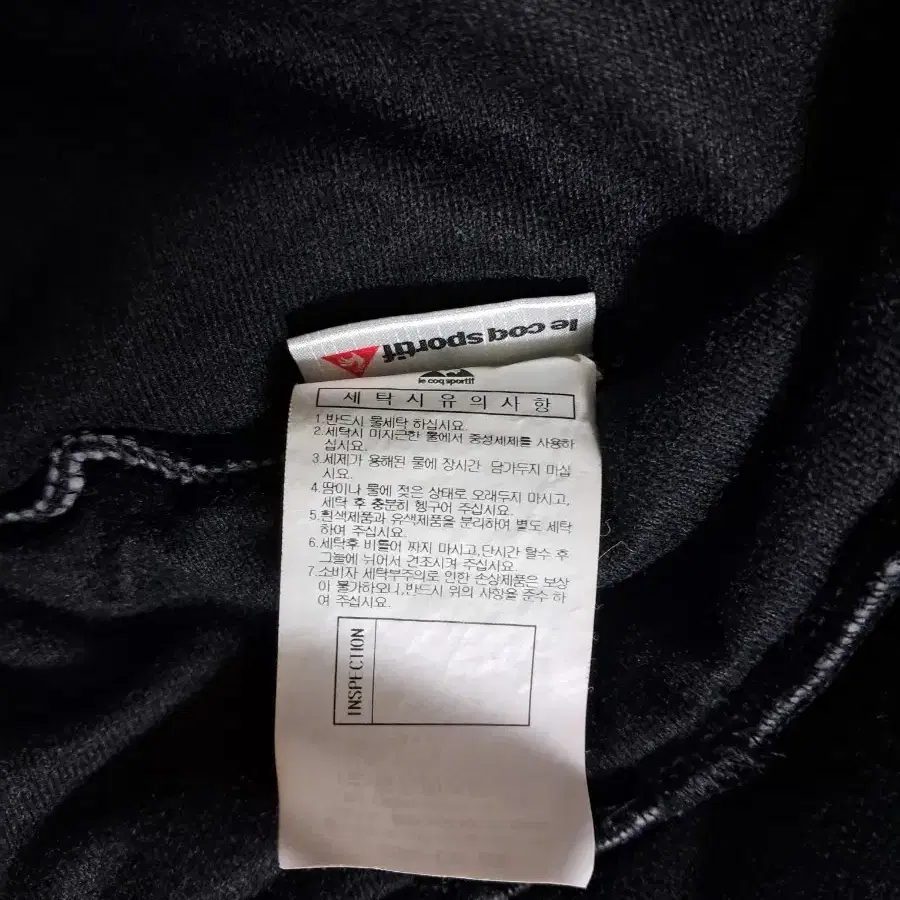 le coq sportif
le coq sportif
세탁시유의사항
1.반드시 물세탁 하십시요.
2.세탁시 미지근한 물에서 중성세제를 사용하
십시요.
3.세제가 용해된 물에 장시간 담가두지 마십
시요.
4.땀이나 물에 젖은 상태로 오래두지 마시고,
세탁 후 충분히 헹구어 주십시요.
5.흰색제품과 유색제품을 분리하여 별도 세탁
하여 주십시요.
6.세탁후 비틀어 짜지 마시고,단시간 탈수 후
그늘에 뉘어서 건조시켜 주십시요.
7.소비자 세탁부주의로 인한 손상제품은 보상
이 불가하오니,반드시 위의 사항을 준수 하
여 주십시요.
INSPECTION